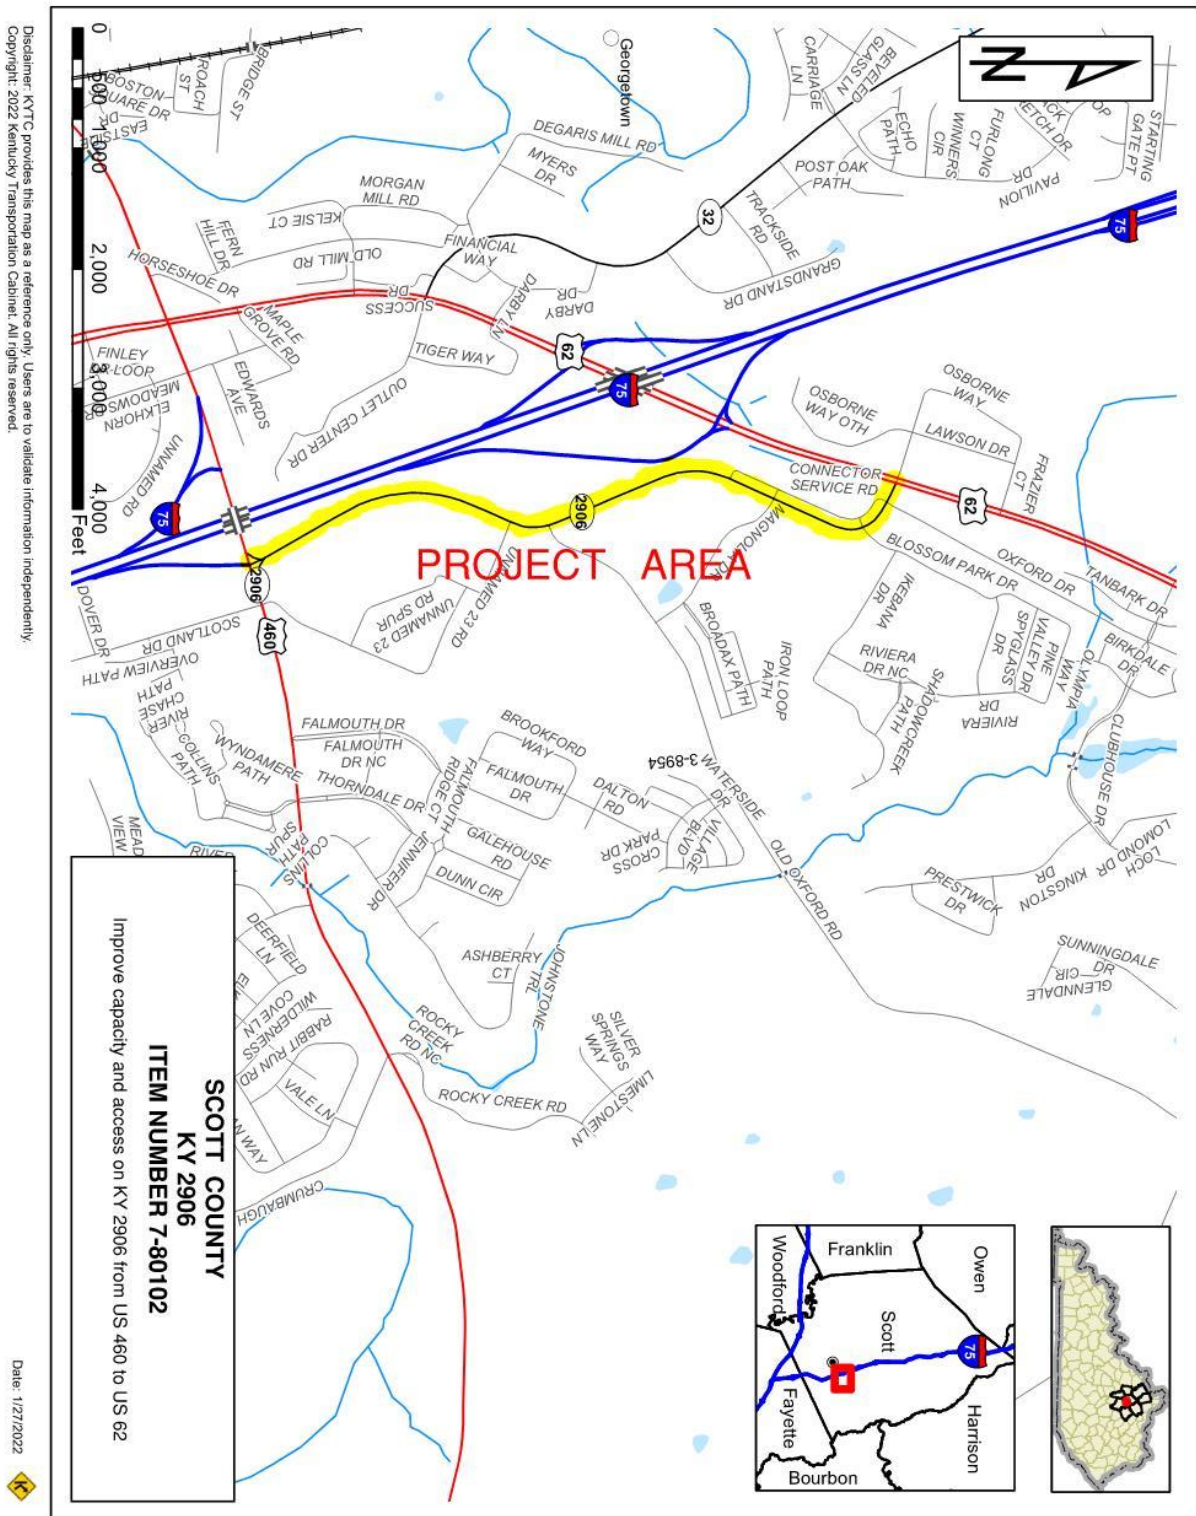 PROJECT AREA
SCOTT COUNTY
KY 2906
ITEM NUMBER 7-80102
Improve capacity and access on KY 2906 from US 460 to US 62
N
Georgetown
STARTING
GATE PT
FURLONG
CT
WINNERS
CIR
ECHO
PATH
BEVELED
GLASS LN
CARRIAGE
LN
PAVILION
DR
POST OAK
PATH
TRACKSIDE
RD
GRANDSTAND DR
32
75
DEGARIS MILL RD
MYERS
DR
MORGAN
MILL RD
KELSIE CT
FERN
HILL DR
OLD MILL RD
FINANCIAL
WAY
HORSESHOE DR
SUCCESS
DR
DARBY LN
DARBY
DR
BRIDGE ST
ROACH
ST
BOSTON
SQUARE DR
EASTSIDE
DR
MAPLE
GROVE RD
TIGER WAY
62
75
EDWARDS
AVE
OUTLET CENTER DR
FINLEY
ELKHORN
MEADOWS DR
UNNAMED RD
75
OSBORNE
WAY
OSBORNE
WAY OTH
LAWSON DR
FRAZIER
CT
CONNECTOR
SERVICE RD
62
2906
MAGNOLIA DR
BLOSSOM PARK DR
OXFORD DR
TANBARK DR
BIRKDALE
DR
IKEBANA
DR
2906
460
UNNAMED 23 RD
UNNAMED 23
RD SPUR
DOVER DR
SCOTLAND DR
OVERVIEW PATH
RIVER
CHASE
PATH
COLLINS
PATH
WYNDAMERE
PATH
FALMOUTH DR
FALMOUTH
DR NC
THORNDALE DR
BROOKFORD
WAY
FALMOUTH
DR
FALMOUTH
RIDGE CT
JENNIFER DR
GALEHOUSE
RD
DUNN CIR
DALTON
RD
CROSS
PARK DR
VILLAGE
BLVD
3-8954
WATERSIDE
DR
OLD OXFORD RD
BROADAX PATH
IRON LOOP
PATH
RIVIERA
DR NC
SHADOWCREEK
PATH
RIVIERA
DR
SPYGLASS
DR
PINE
VALLEY DR
OLYMPIA
WAY
CLUBHOUSE DR
LOCH
LOMOND DR
KINGSTON
DR
PRESTWICK
DR
SUNNINGDALE
DR
GLENNDALE
CIR
COLLINS
PATH
SPUR
ASHBERRY
CT
JOHNSTONE
TRL
ROCKY
CREEK
RD NC
ROCKY CREEK RD
SILVER
SPRINGS
WAY
LIMESTONE LN
DEERFIELD
LN
COVE LN
WILDERNESS
RABBIT RUN RD
VALE LN
AN WAY
CRUMBAUGH
MEAD
VIEW
RIVE
Owen
Franklin
Scott
Harrison
Woodford
Fayette
Bourbon
75
0 500 1,000 2,000 3,000 4,000
Feet
Disclaimer: KYTC provides this map as a reference only. Users are to validate information independently.
Copyright: 2022 Kentucky Transportation Cabinet. All rights reserved.
Date: 1/27/2022